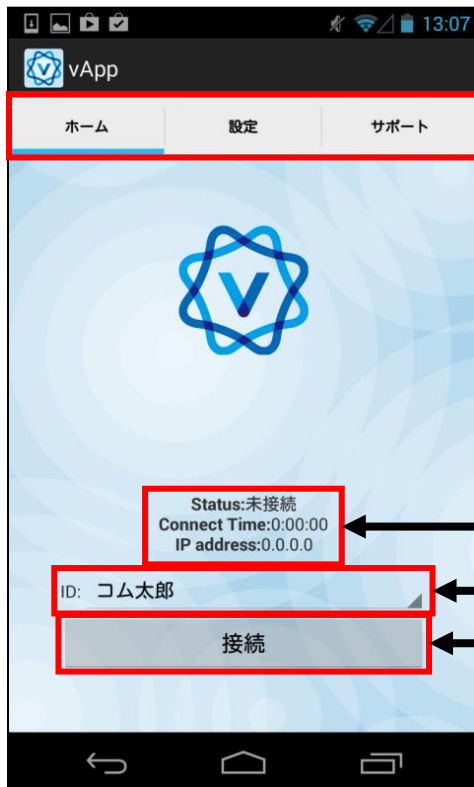 13:07
vApp
ホーム 設定 サポート
Status:未接続
Connect Time:0:00:00
IP address:0.0.0.0
ID: コム太郎
接続